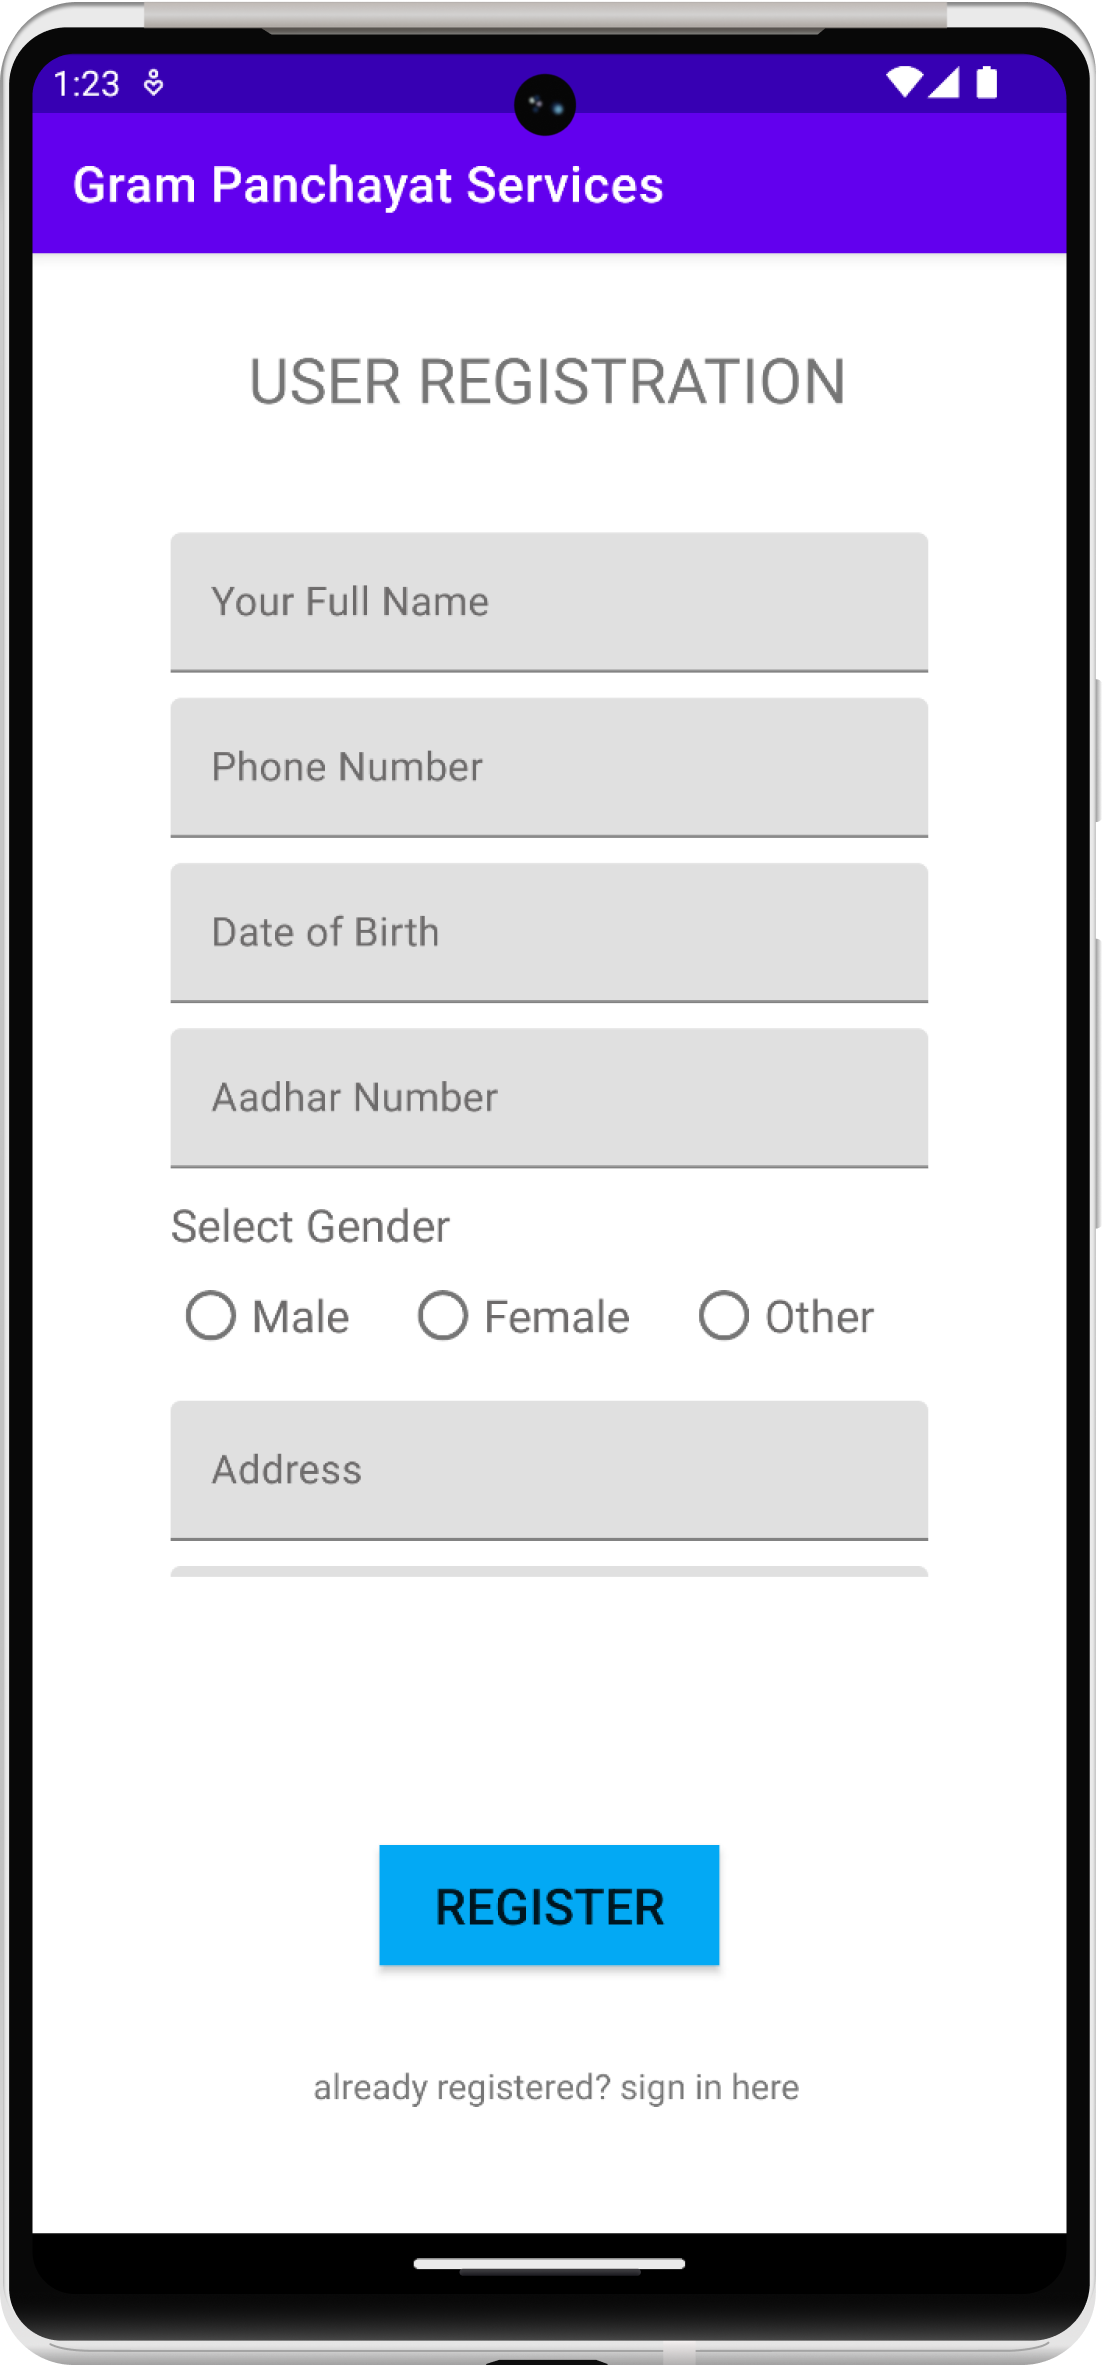 1:23
Gram Panchayat Services
USER REGISTRATION
Your Full Name
Phone Number
Date of Birth
Aadhar Number
Select Gender
Male Female Other
Address
REGISTER
already registered? sign in here